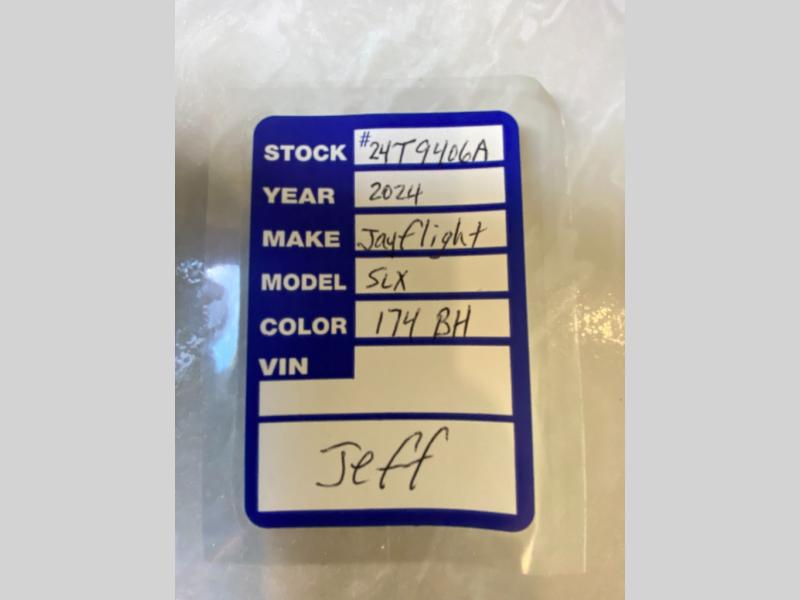 STOCK #24T9406A
YEAR 2024
MAKE Jayflight
MODEL SLX
COLOR 174 BH
VIN
Jeff